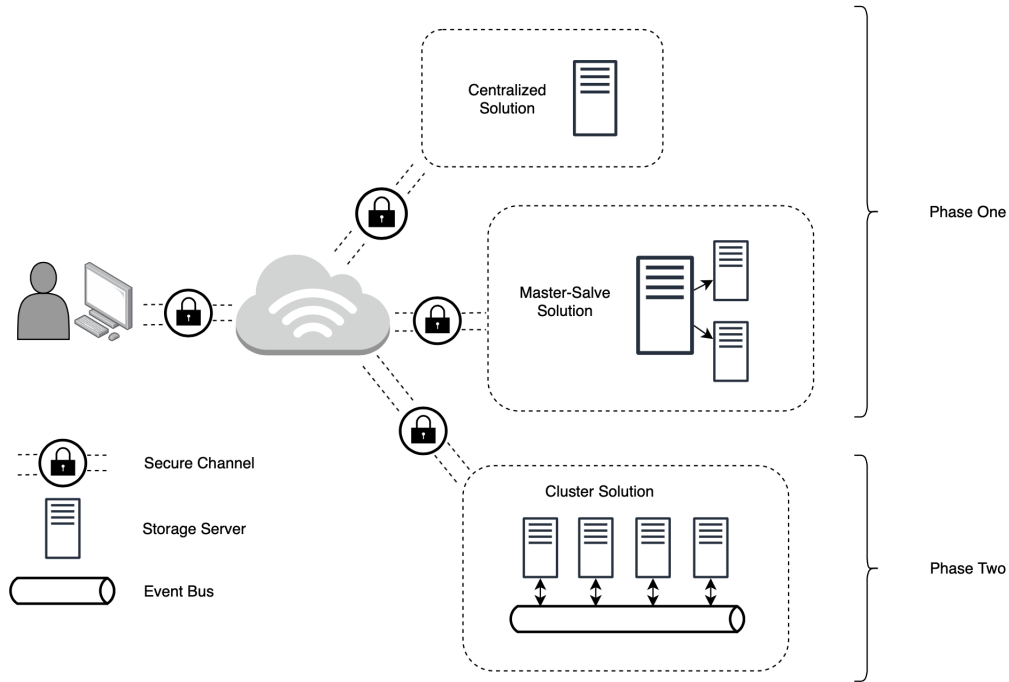 Centralized
Solution
Phase One
Master-Salve
Solution
Secure Channel
Cluster Solution
Storage Server
Phase Two
Event Bus